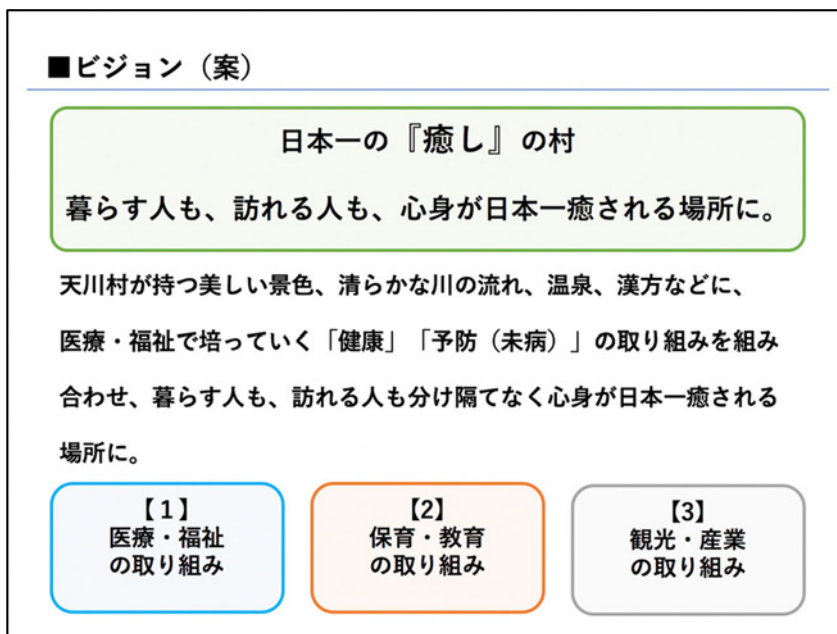 ■ビジョン（案）
日本一の『癒し』の村
暮らす人も、訪れる人も、心身が日本一癒される場所に。
天川村が持つ美しい景色、清らかな川の流れ、温泉、漢方などに、
医療・福祉で培っていく「健康」「予防（未病）」の取り組みを組み
合わせ、暮らす人も、訪れる人も分け隔てなく心身が日本一癒される
場所に。
【１】
医療・福祉
の取り組み
【2】
保育・教育
の取り組み
【3】
観光・産業
の取り組み